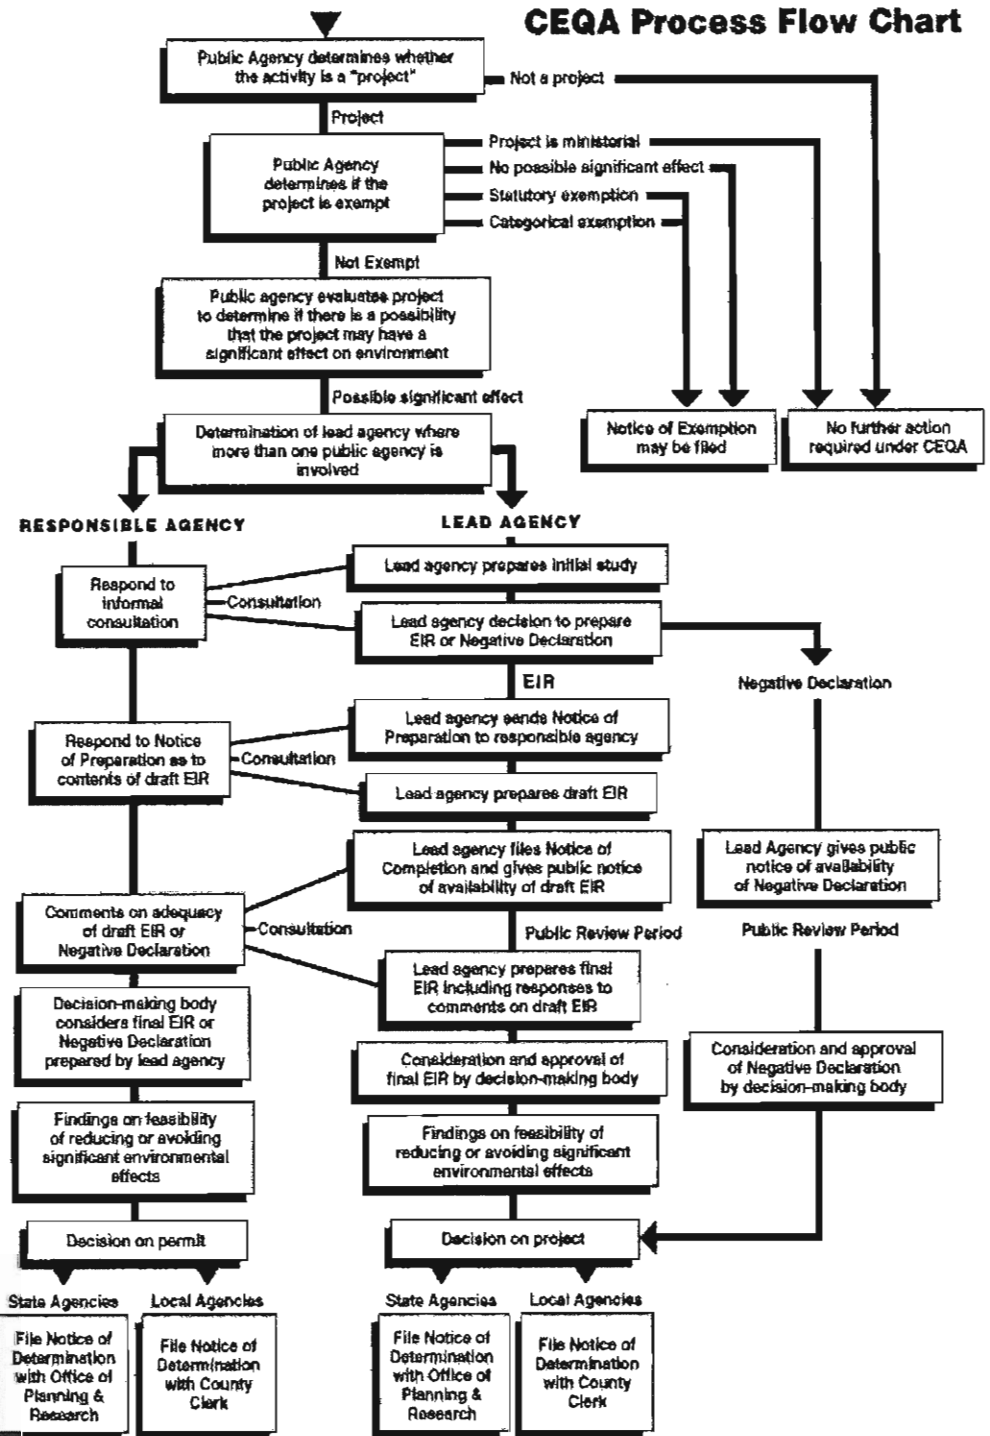 CEQA Process Flow Chart
Public Agency determines whether
the activity is a "project"
Not a project
Project
Public Agency
determines if the
project is exempt
Project is ministerial
No possible significant effect
Statutory exemption
Categorical exemption
Not Exempt
Public agency evaluates project
to determine if there is a possibility
that the project may have a
significant effect on environment
Possible significant effect
Determination of lead agency where
more than one public agency is
involved
Notice of Exemption
may be filed
No further action
required under CEQA
RESPONSIBLE AGENCY
LEAD AGENCY
Respond to
informal
consultation
Consultation
Lead agency prepares initial study
Lead agency decision to prepare
EIR or Negative Declaration
EIR
Negative Declaration
Respond to Notice
of Preparation as to
contents of draft EIR
Consultation
Lead agency sends Notice of
Preparation to responsible agency
Lead agency prepares draft EIR
Lead agency files Notice of
Completion and gives public notice
of availability of draft EIR
Lead Agency gives public
notice of availability
of Negative Declaration
Comments on adequacy
of draft EIR or
Negative Declaration
Consultation
Public Review Period
Public Review Period
Lead agency prepares final
EIR including responses to
comments on draft EIR
Decision-making body
considers final EIR or
Negative Declaration
prepared by lead agency
Consideration and approval of
final EIR by decision-making body
Consideration and approval
of Negative Declaration
by decision-making body
Findings on feasibility
of reducing or avoiding
significant environmental
effects
Findings on feasibility of
reducing or avoiding significant
environmental effects
Decision on permit
Decision on project
State Agencies
Local Agencies
State Agencies
Local Agencies
File Notice of
Determination
with Office of
Planning &
Research
File Notice of
Determination
with County
Clerk
File Notice of
Determination
with Office of
Planning &
Research
File Notice of
Determination
with County
Clerk